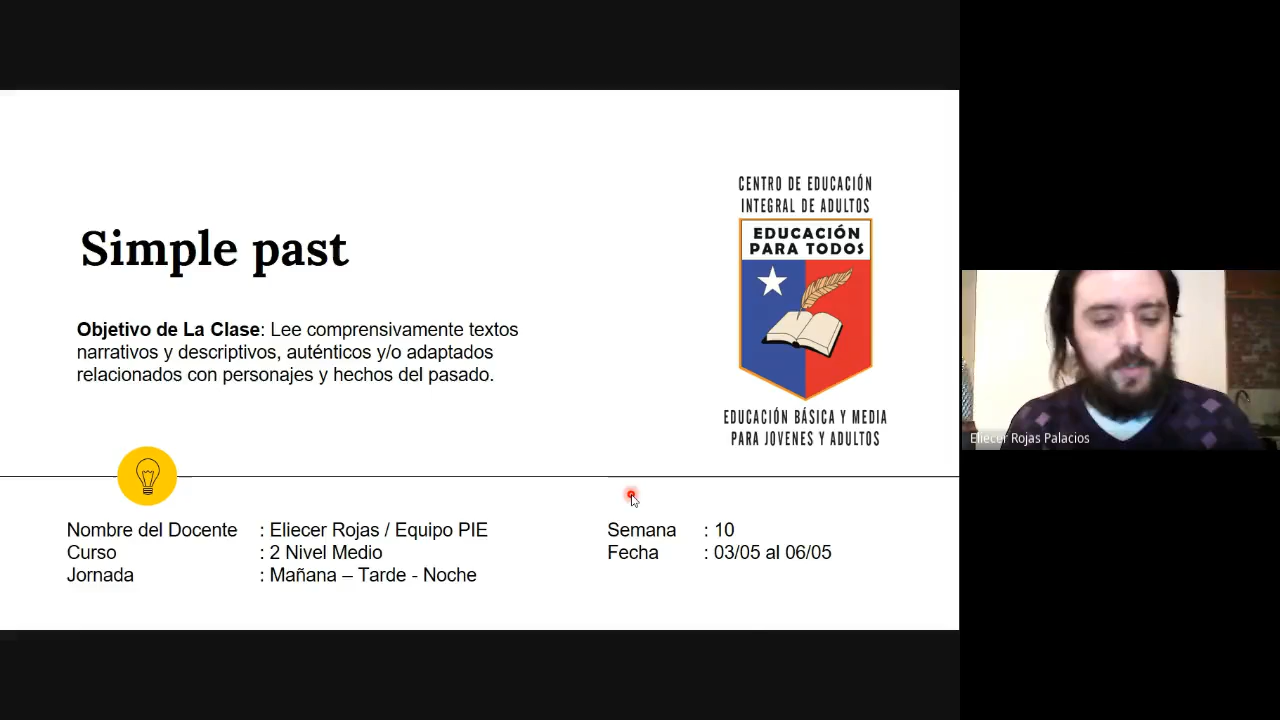 Simple past
Objetivo de La Clase: Lee comprensivamente textos
narrativos y descriptivos, auténticos y/o adaptados
relacionados con personajes y hechos del pasado.
CENTRO DE EDUCACIÓN
INTEGRAL DE ADULTOS
EDUCACIÓN
PARA TODOS
EDUCACIÓN BÁSICA Y MEDIA
PARA JOVENES Y ADULTOS
Nombre del Docente : Eliecer Rojas / Equipo PIE
Curso : 2 Nivel Medio
Jornada : Mañana – Tarde - Noche
Semana : 10
Fecha : 03/05 al 06/05
Eliecer Rojas Palacios